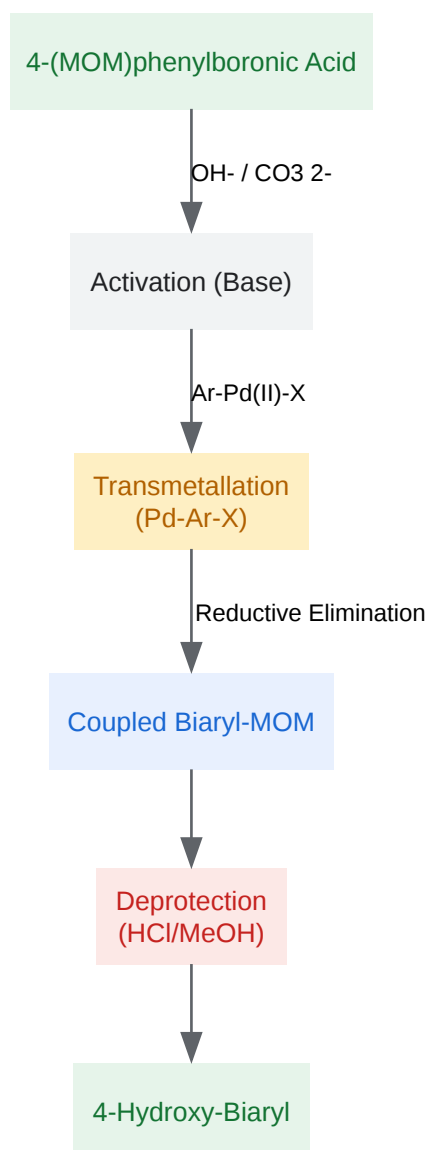 4-(MOM)phenylboronic Acid
OH- / CO3 2-
Activation (Base)
Ar-Pd(II)-X
Transmetallation
(Pd-Ar-X)
Reductive Elimination
Coupled Biaryl-MOM
Deprotection
(HCl/MeOH)
4-Hydroxy-Biaryl